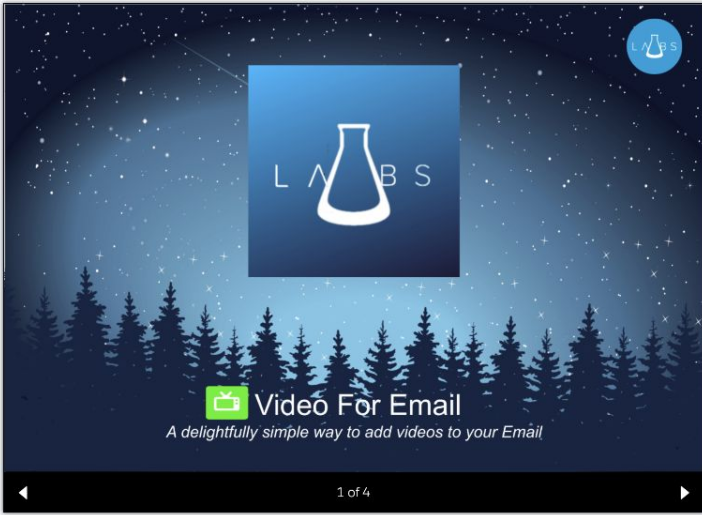 LABS
LABS
Video For Email
A delightfully simple way to add videos to your Email
1 of 4